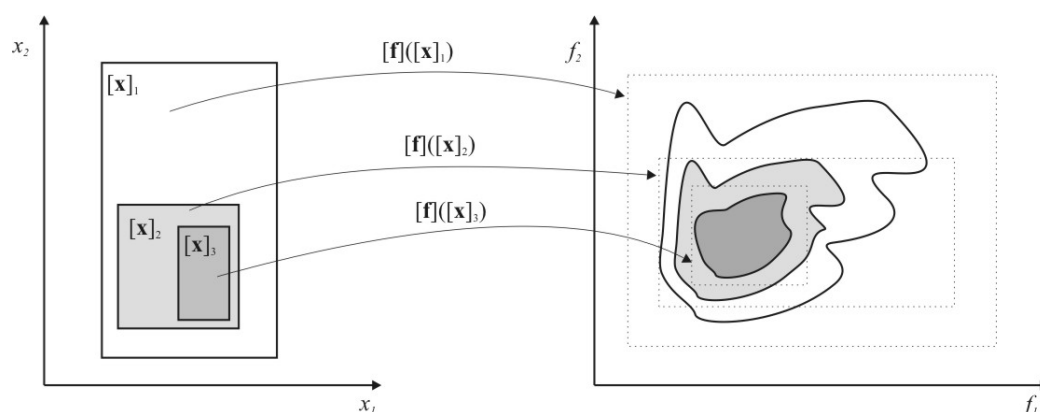 x₂
[x]₁
[x]₂
[x]₃
x₁
[f]([x]₁)
[f]([x]₂)
[f]([x]₃)
f₂
f₁